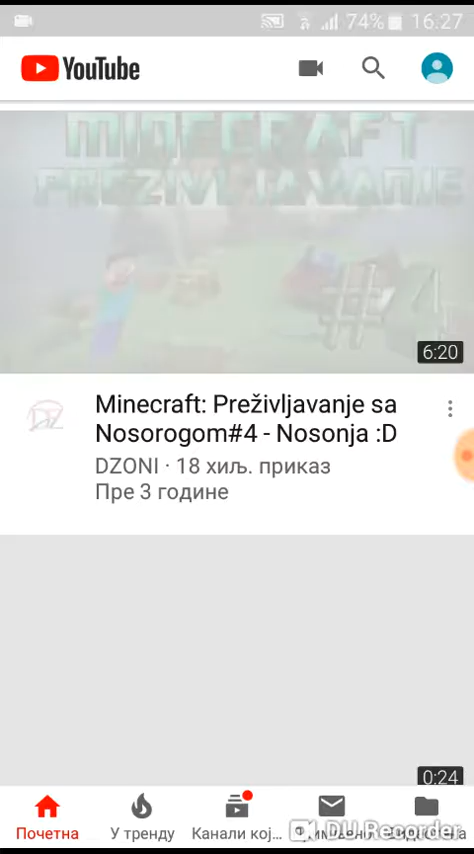 74% 16:27
YouTube
MINECRAFT
PREZIVLJAVANJE
#4
6:20
Minecraft: Preživljavanje sa
Nosorogom#4 - Nosonja :D
DZONI · 18 хиљ. приказ
Пре 3 године
0:24
Почетна У тренду Канали кој...
DU Recorder